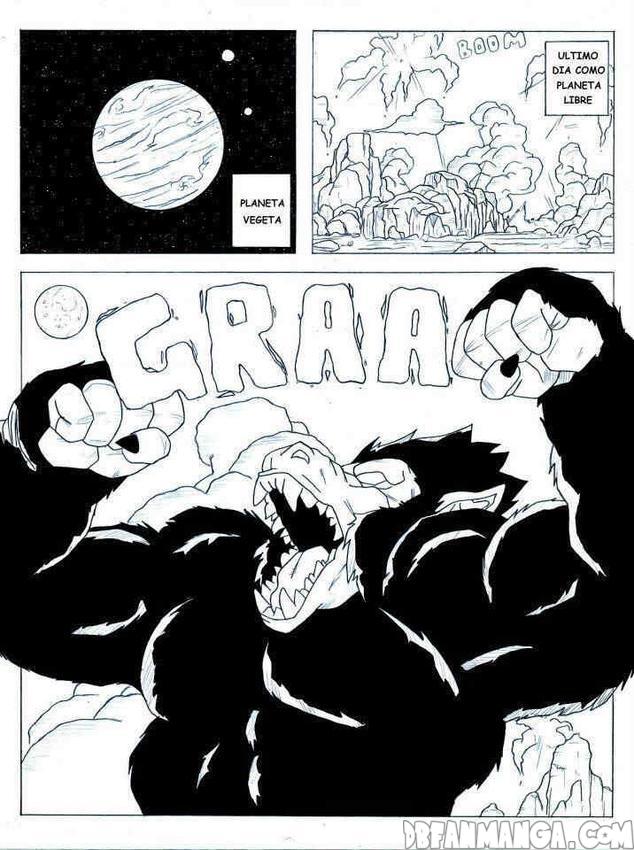 PLANETA
VEGETA
BOOM
ULTIMO
DIA COMO
PLANETA
LIBRE
GRAA
DBFANMANGA.COM